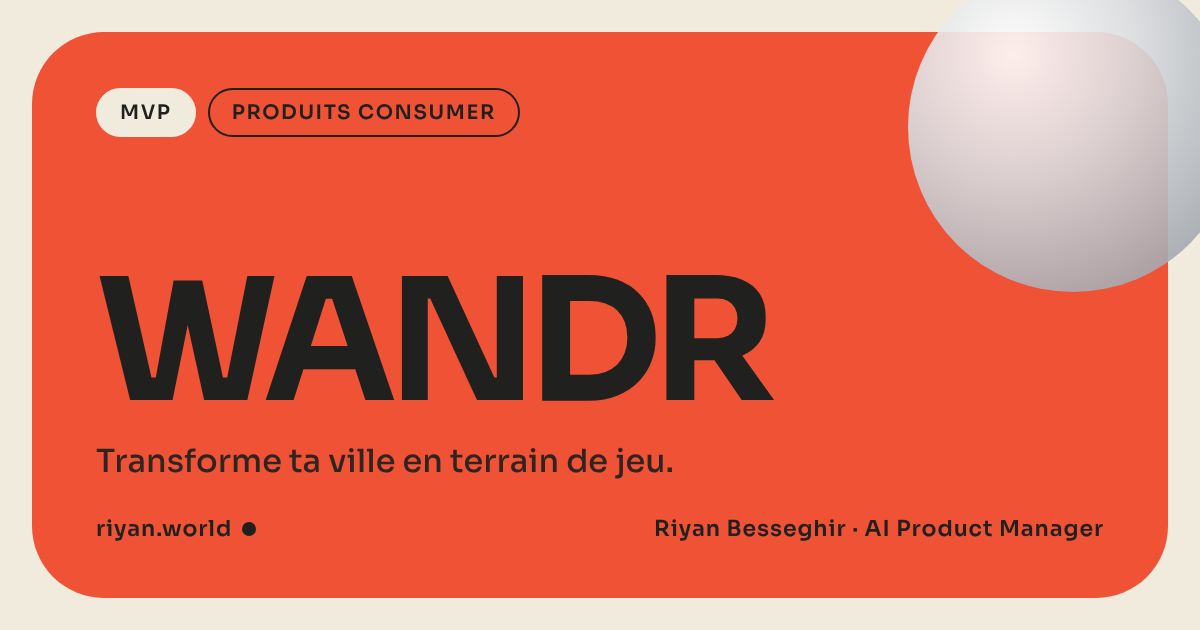 MVP
PRODUITS CONSUMER
WANDR
Transforme ta ville en terrain de jeu.
riyan.world
Riyan Besseghir · AI Product Manager